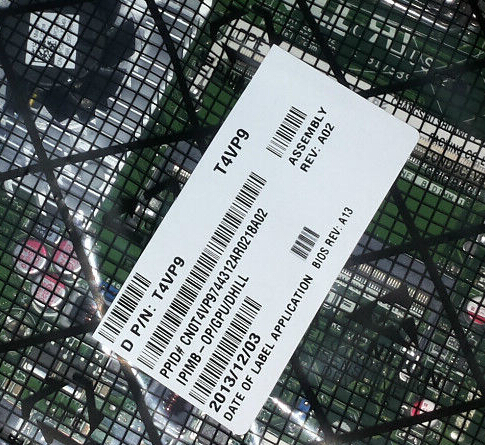 T4VP9
ASSEMBLY
REV: A02
D P/N: T4VP9
PPID# CN0T4VP9744312AR0218A02
IPIMB-OP/GPU/DHILL
2013/12/03
DATE OF LABEL APPLICATION
BIOS REV: A13